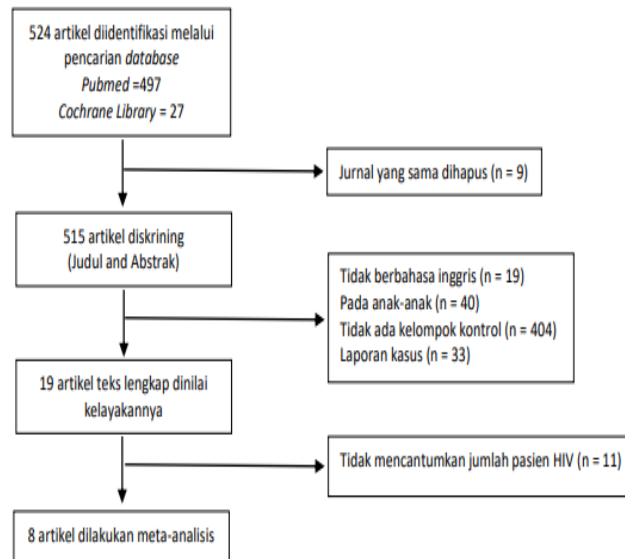 524 artikel diidentifikasi melalui
pencarian database
Pubmed =497
Cochrane Library = 27
Jurnal yang sama dihapus (n = 9)
515 artikel diskrining
(Judul and Abstrak)
Tidak berbahasa inggris (n = 19)
Pada anak-anak (n = 40)
Tidak ada kelompok kontrol (n = 404)
Laporan kasus (n = 33)
19 artikel teks lengkap dinilai
kelayakannya
Tidak mencantumkan jumlah pasien HIV (n = 11)
8 artikel dilakukan meta-analisis